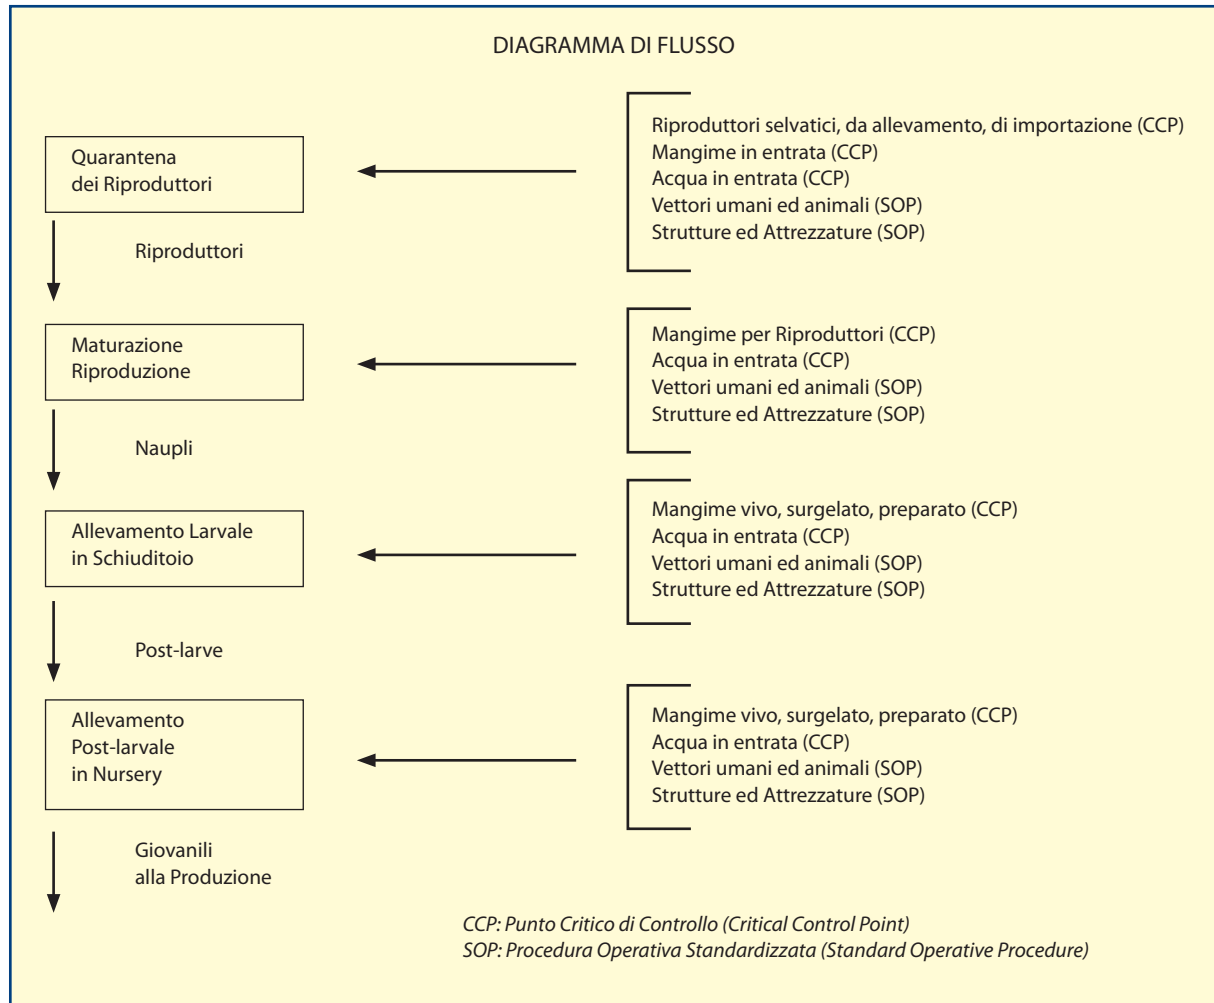 DIAGRAMMA DI FLUSSO
Quarantena
dei Riproduttori
Riproduttori selvatici, da allevamento, di importazione (CCP)
Mangime in entrata (CCP)
Acqua in entrata (CCP)
Vettori umani ed animali (SOP)
Strutture ed Attrezzature (SOP)
Riproduttori
Maturazione
Riproduzione
Mangime per Riproduttori (CCP)
Acqua in entrata (CCP)
Vettori umani ed animali (SOP)
Strutture ed Attrezzature (SOP)
Naupli
Allevamento Larvale
in Schiuditoio
Mangime vivo, surgelato, preparato (CCP)
Acqua in entrata (CCP)
Vettori umani ed animali (SOP)
Strutture ed Attrezzature (SOP)
Post-larve
Allevamento
Post-larvale
in Nursery
Mangime vivo, surgelato, preparato (CCP)
Acqua in entrata (CCP)
Vettori umani ed animali (SOP)
Strutture ed Attrezzature (SOP)
Giovanili
alla Produzione
CCP: Punto Critico di Controllo (Critical Control Point)
SOP: Procedura Operativa Standardizzata (Standard Operative Procedure)